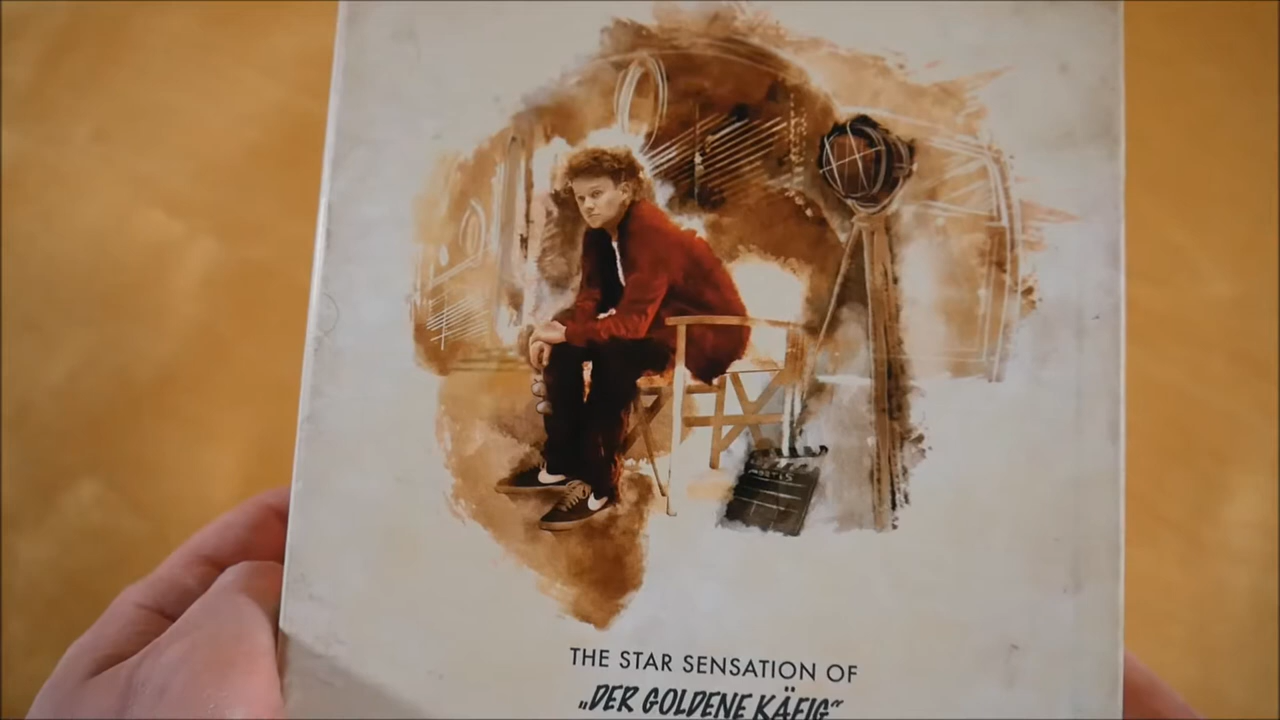 THE STAR SENSATION OF
„DER GOLDENE KÄFIG“